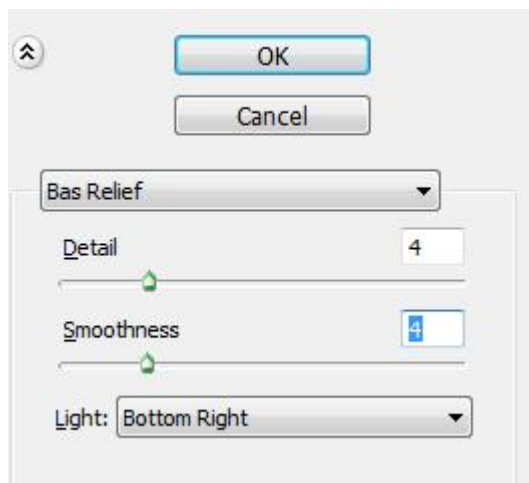 OK
Cancel
Bas Relief
Detail 4
Smoothness 4
Light: Bottom Right